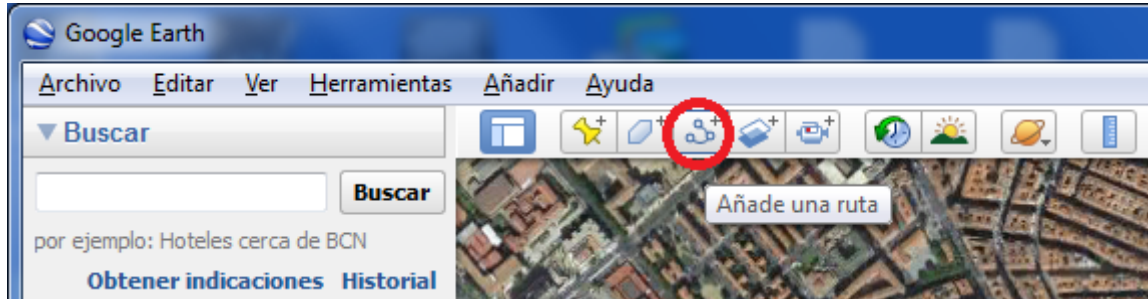 Google Earth
Archivo Editar Ver Herramientas Añadir Ayuda
Buscar
Buscar
Añade una ruta
por ejemplo: Hoteles cerca de BCN
Obtener indicaciones Historial